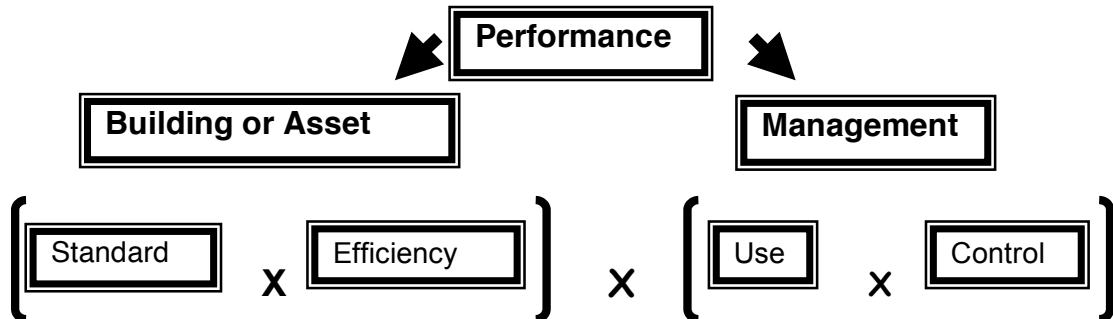 Performance
Building or Asset Management
Standard X Efficiency X Use X Control